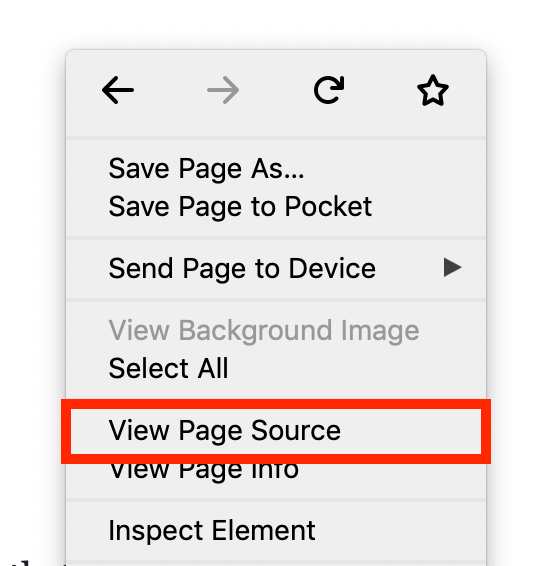 Save Page As...
Save Page to Pocket
Send Page to Device
View Background Image
Select All
View Page Source
View Page Info
Inspect Element